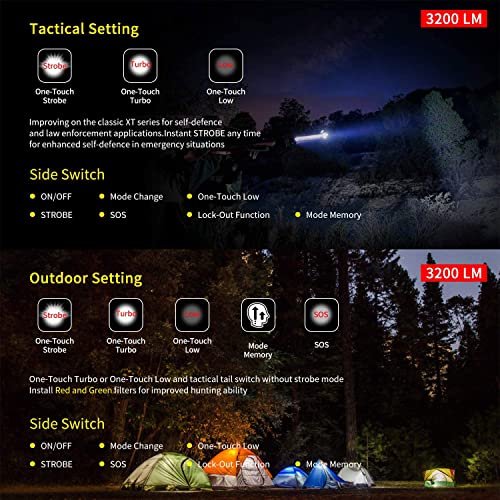 Tactical Setting
3200 LM
Strobe
Turbo
Low
One-Touch
Strobe
One-Touch
Turbo
One-Touch
Low
Improving on the classic XT series for self-defence
and law enforcement applications.Instant STROBE any time
for enhanced self-defence in emergency situations
Side Switch
ON/OFF
Mode Change
One-Touch Low
STROBE
SOS
Lock-Out Function
Mode Memory
Outdoor Setting
3200 LM
Strobe
Turbo
Low
SOS
One-Touch
Strobe
One-Touch
Turbo
One-Touch
Low
Mode
Memory
SOS
One-Touch Turbo or One-Touch Low and tactical tail switch without strobe mode
Install Red and Green filters for improved hunting ability
Side Switch
ON/OFF
Mode Change
One-Touch Low
STROBE
SOS
Lock-Out Function
Mode Memory